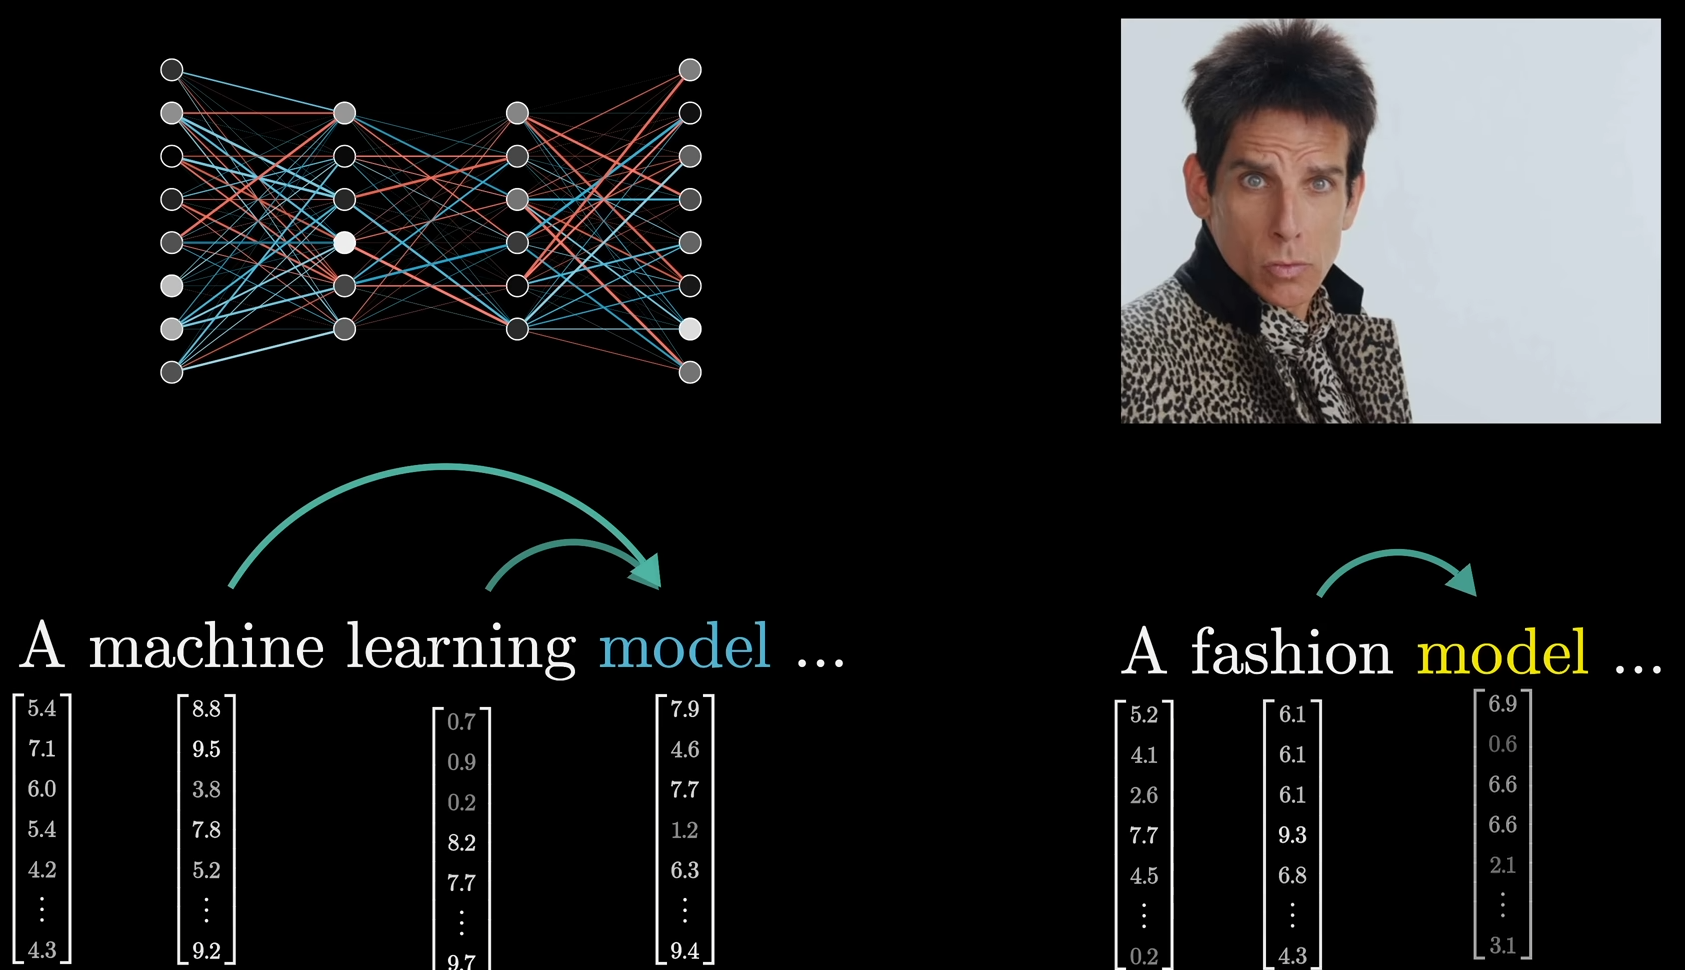 A machine learning model ...
5.4 8.8 0.7 7.9
7.1 9.5 0.9 4.6
6.0 3.8 0.2 7.7
5.4 7.8 8.2 1.2
4.2 5.2 7.7 6.3
⋮ ⋮ ⋮ ⋮
4.3 9.2 9.7 9.4
A fashion model ...
5.2 6.1 6.9
4.1 6.1 0.6
2.6 6.1 6.6
7.7 9.3 6.6
4.5 6.8 2.1
⋮ ⋮ ⋮
0.2 4.3 3.1